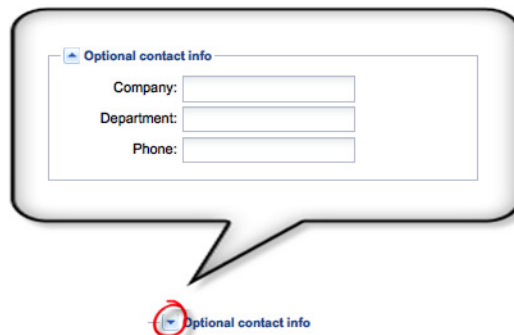 Optional contact info
Company:
Department:
Phone:
Optional contact info